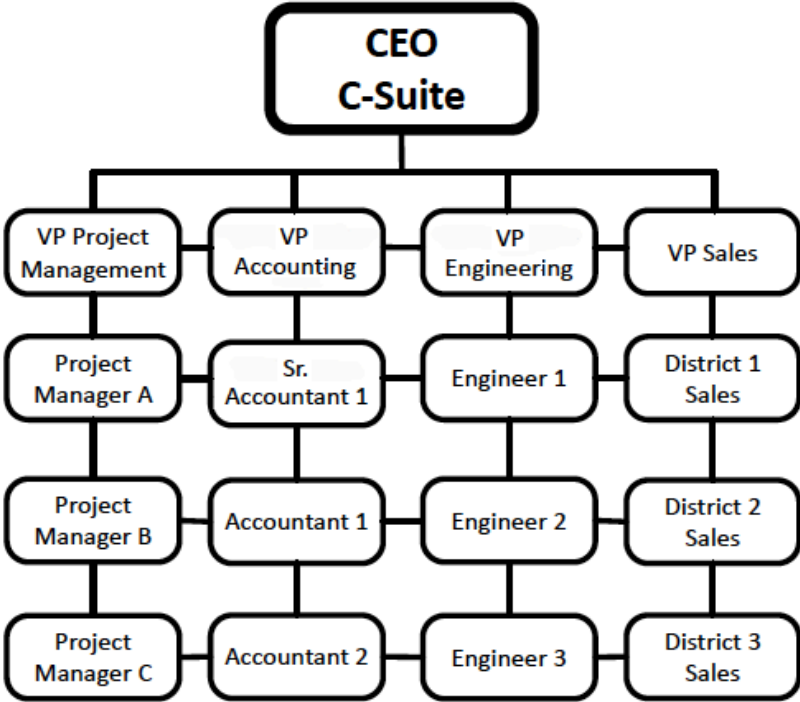 CEO
C-Suite
VP Project
Management
VP
Accounting
VP
Engineering
VP Sales
Project
Manager A
Sr.
Accountant 1
Engineer 1
District 1
Sales
Project
Manager B
Accountant 1
Engineer 2
District 2
Sales
Project
Manager C
Accountant 2
Engineer 3
District 3
Sales